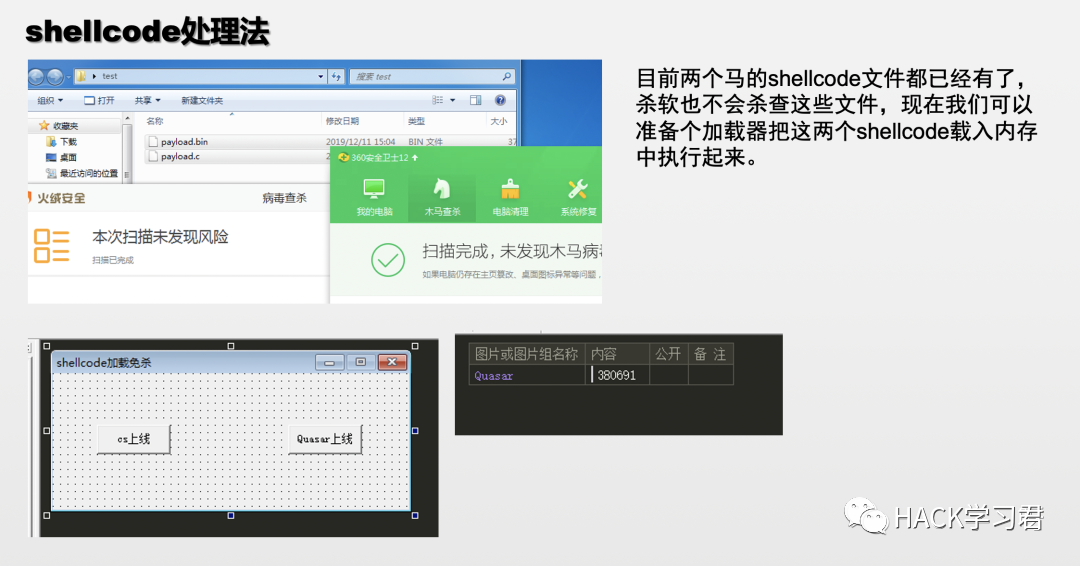 shellcode处理法
test
搜索 test
组织
打开
共享
新建文件夹
收藏夹
下载
桌面
最近访问的位置
名称
修改日期
类型
大小
payload.bin
2019/12/11 15:04
BIN 文件
37
payload.c
2
360安全卫士12
我的电脑
木马查杀
电脑清理
系统修复
火绒安全
病毒查杀
本次扫描未发现风险
扫描已完成
扫描完成，未发现木马病
如果电脑仍存在主页篡改、桌面图标异常等问题，
目前两个马的shellcode文件都已经有了，
杀软也不会杀查这些文件，现在我们可以
准备个加载器把这两个shellcode载入内存
中执行起来。
shellcode加载免杀
cs上线
Quasar上线
图片或图片组名称
内容
公开
备 注
Quasar
380691
HACK学习君